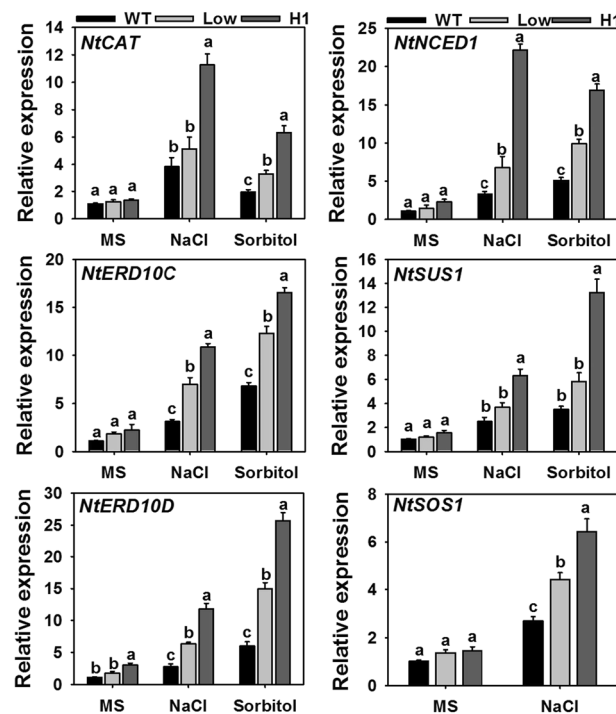 WT Low H1
WT Low H1
NtCAT
Relative expression
14
12
10
8
6
4
2
0
a a a
b b a
a b a
MS NaCl Sorbitol
NtNCED1
Relative expression
25
20
15
10
5
0
a a a
c b a
c b a
MS NaCl Sorbitol
NtERD10C
Relative expression
20
15
10
5
0
a a a
c b a
c b a
MS NaCl Sorbitol
NtSUS1
Relative expression
16
14
12
10
8
6
4
2
0
a a a
b b a
b b a
MS NaCl Sorbitol
NtERD10D
Relative expression
30
25
20
15
10
5
0
b b a
c b a
c b a
MS NaCl Sorbitol
NtSOS1
Relative expression
8
6
4
2
0
a a a
c b a
MS NaCl